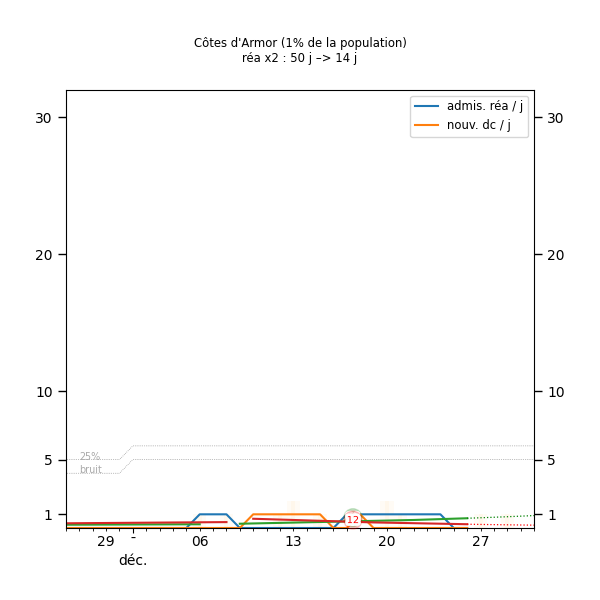 Côtes d'Armor (1% de la population)
réa x2 : 50 j –> 14 j
admis. réa / j
nouv. dc / j
30 30
20 20
10 10
5 5
1 1
25%
bruit
12
29 - 06 13 20 27
déc.